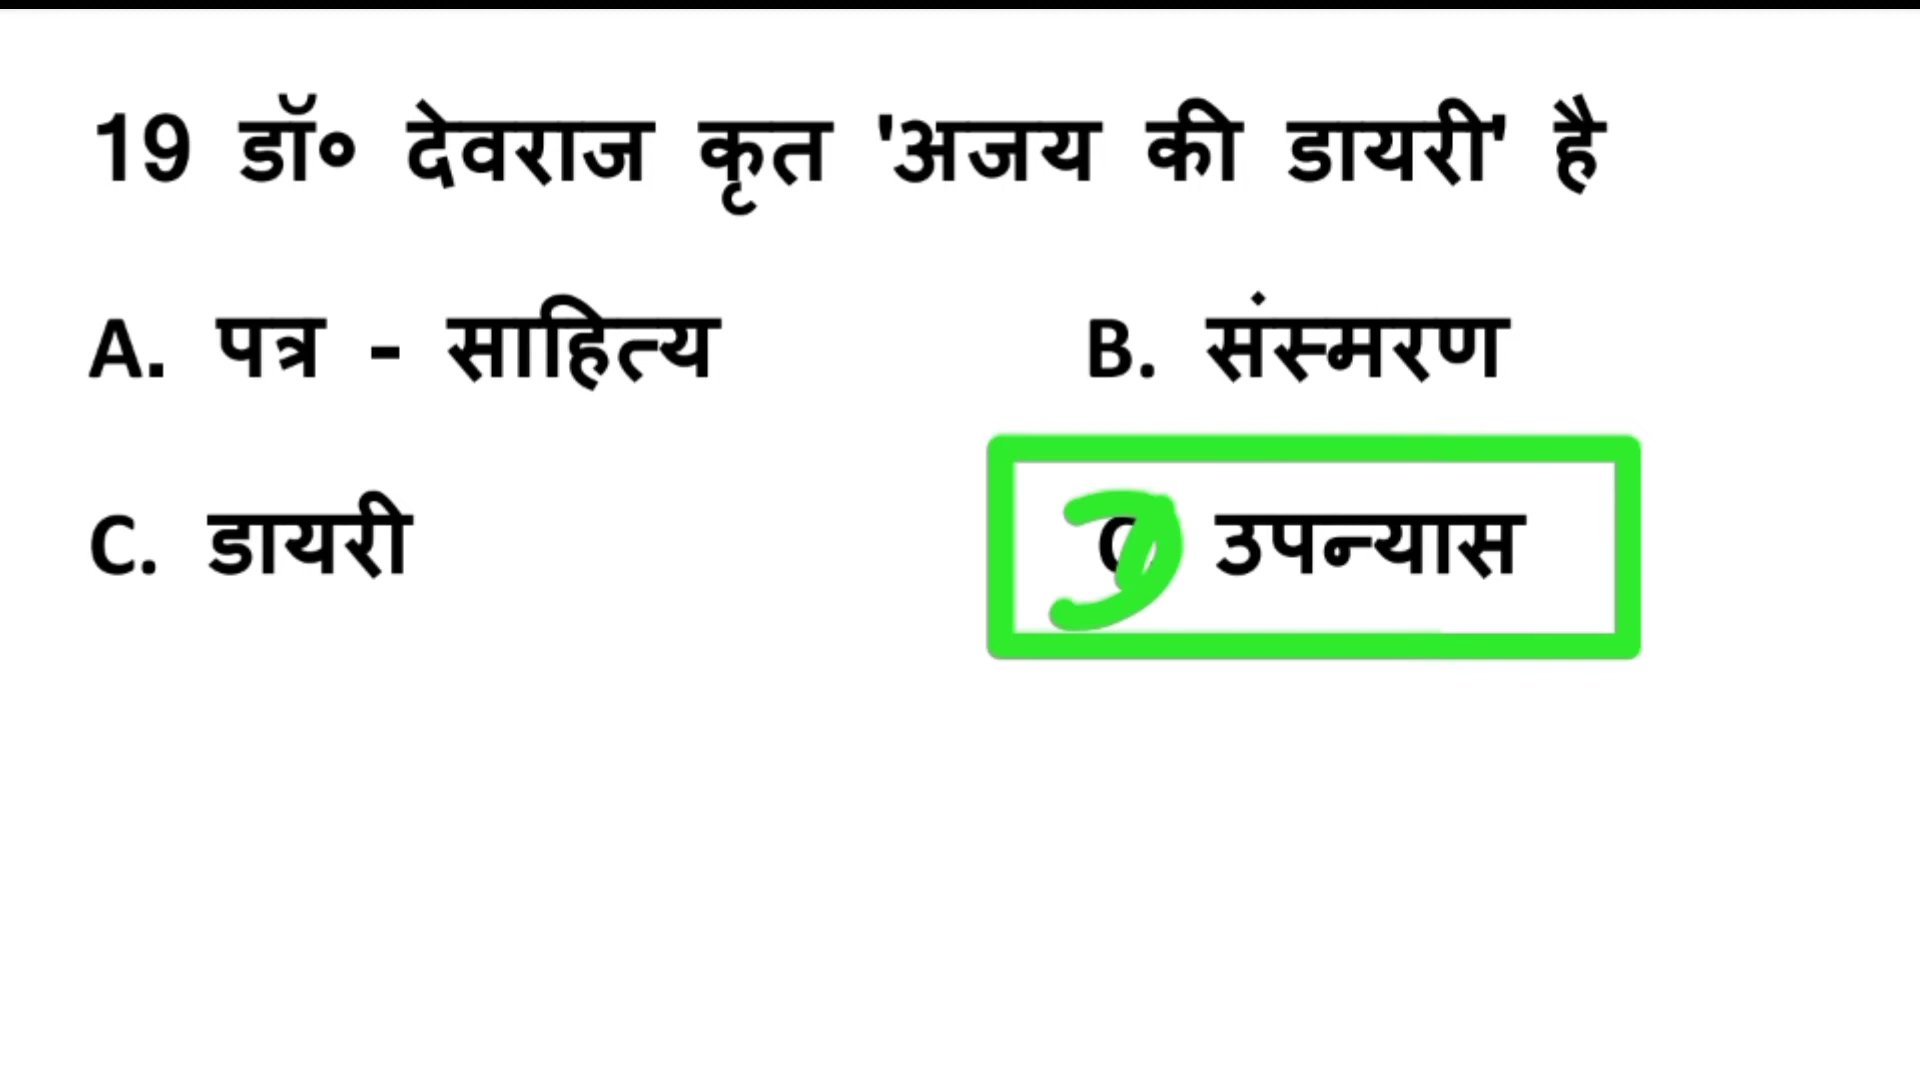 19 डॉ० देवराज कृत 'अजय की डायरी' है
A. पत्र - साहित्य B. संस्मरण
C. डायरी उपन्यास